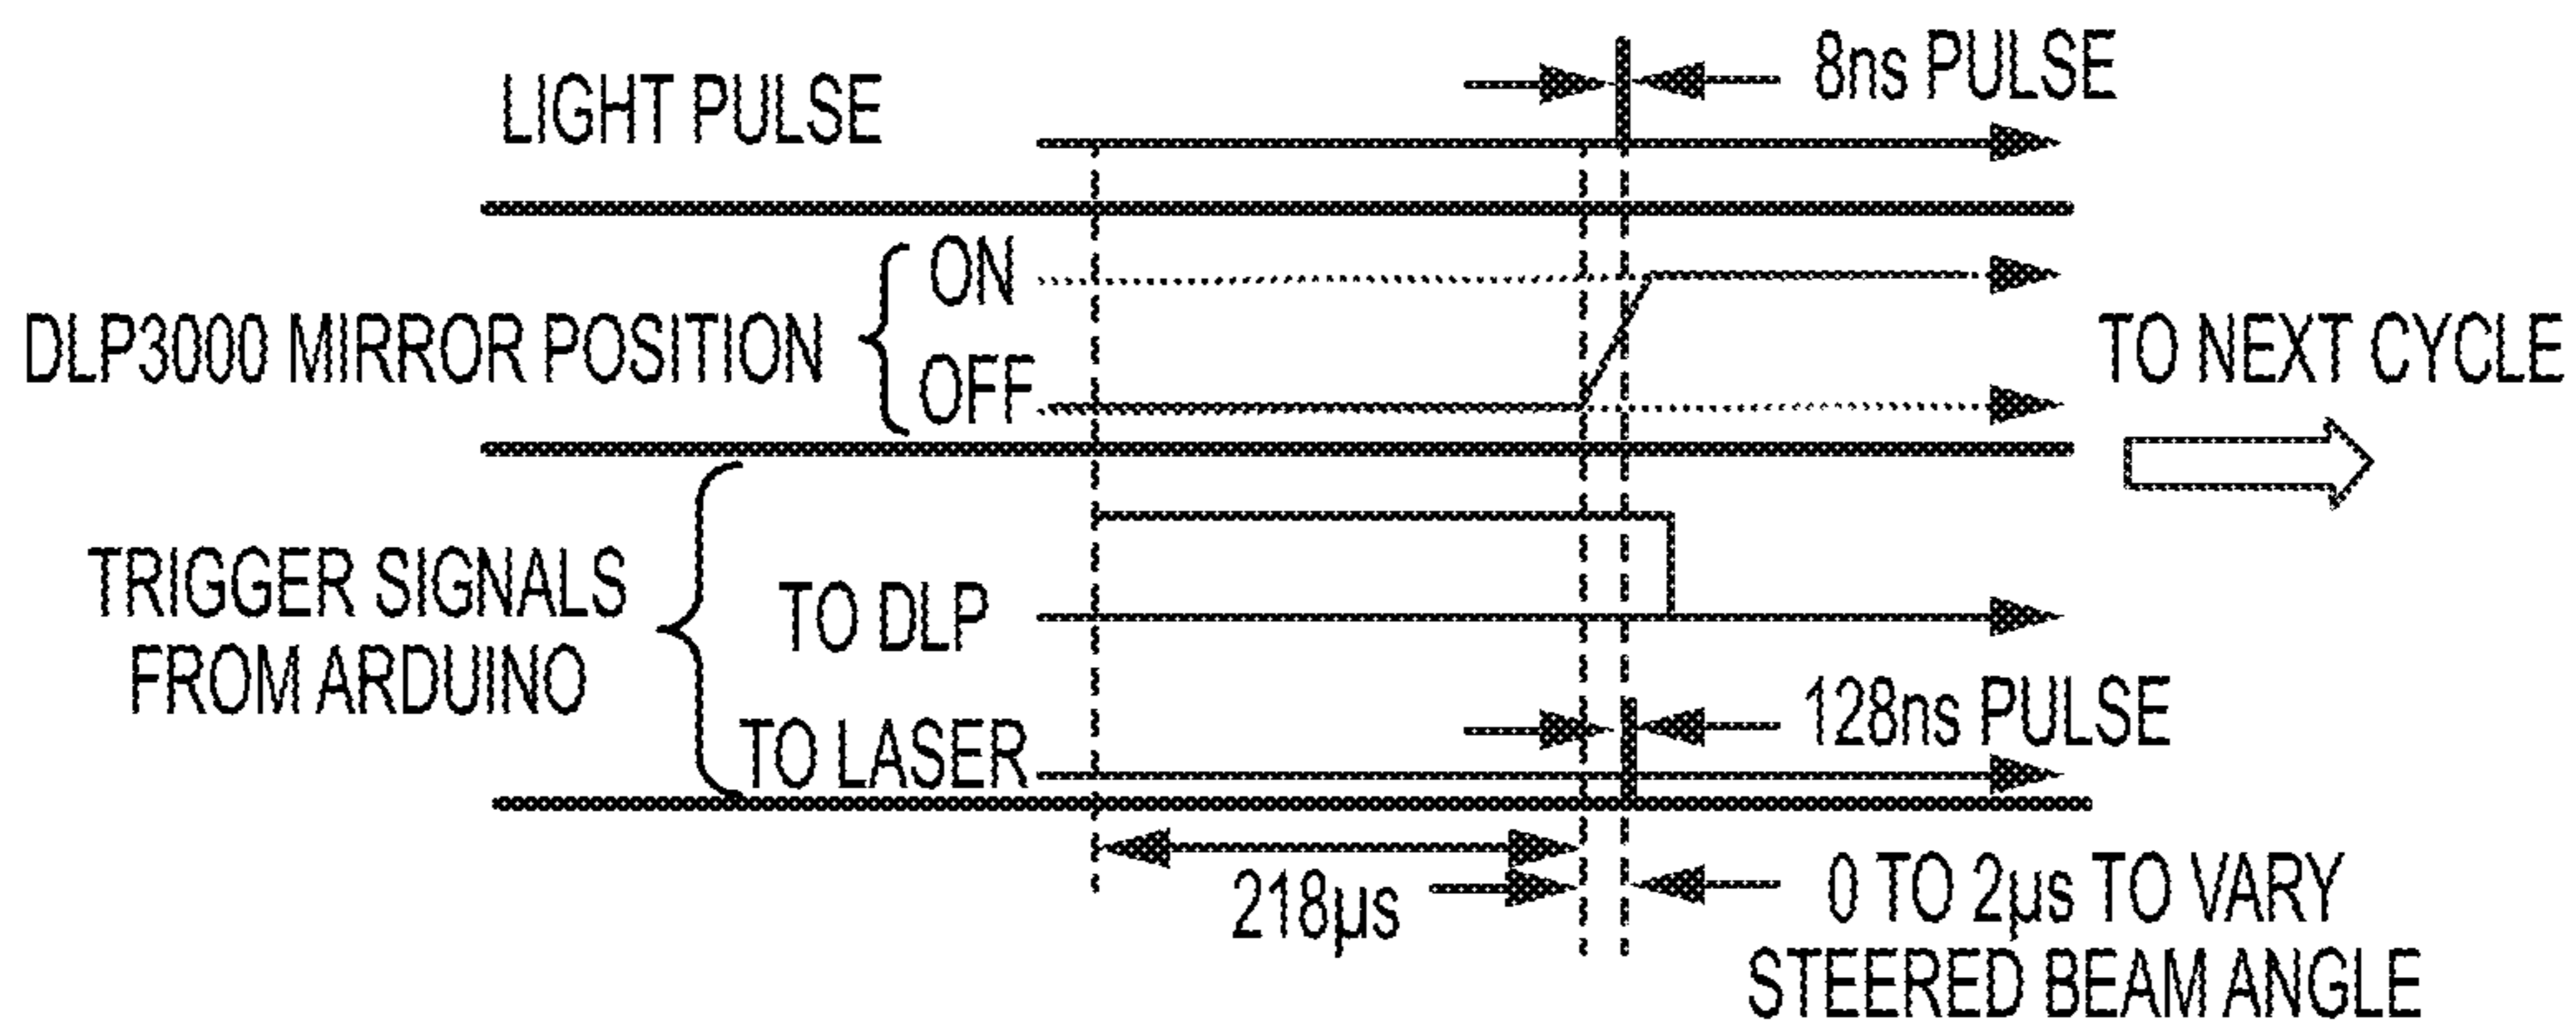 LIGHT PULSE
8ns PULSE
ON
DLP3000 MIRROR POSITION
OFF
TO NEXT CYCLE
TRIGGER SIGNALS
FROM ARDUINO
TO DLP
TO LASER
128ns PULSE
218µs
0 TO 2µs TO VARY
STEERED BEAM ANGLE